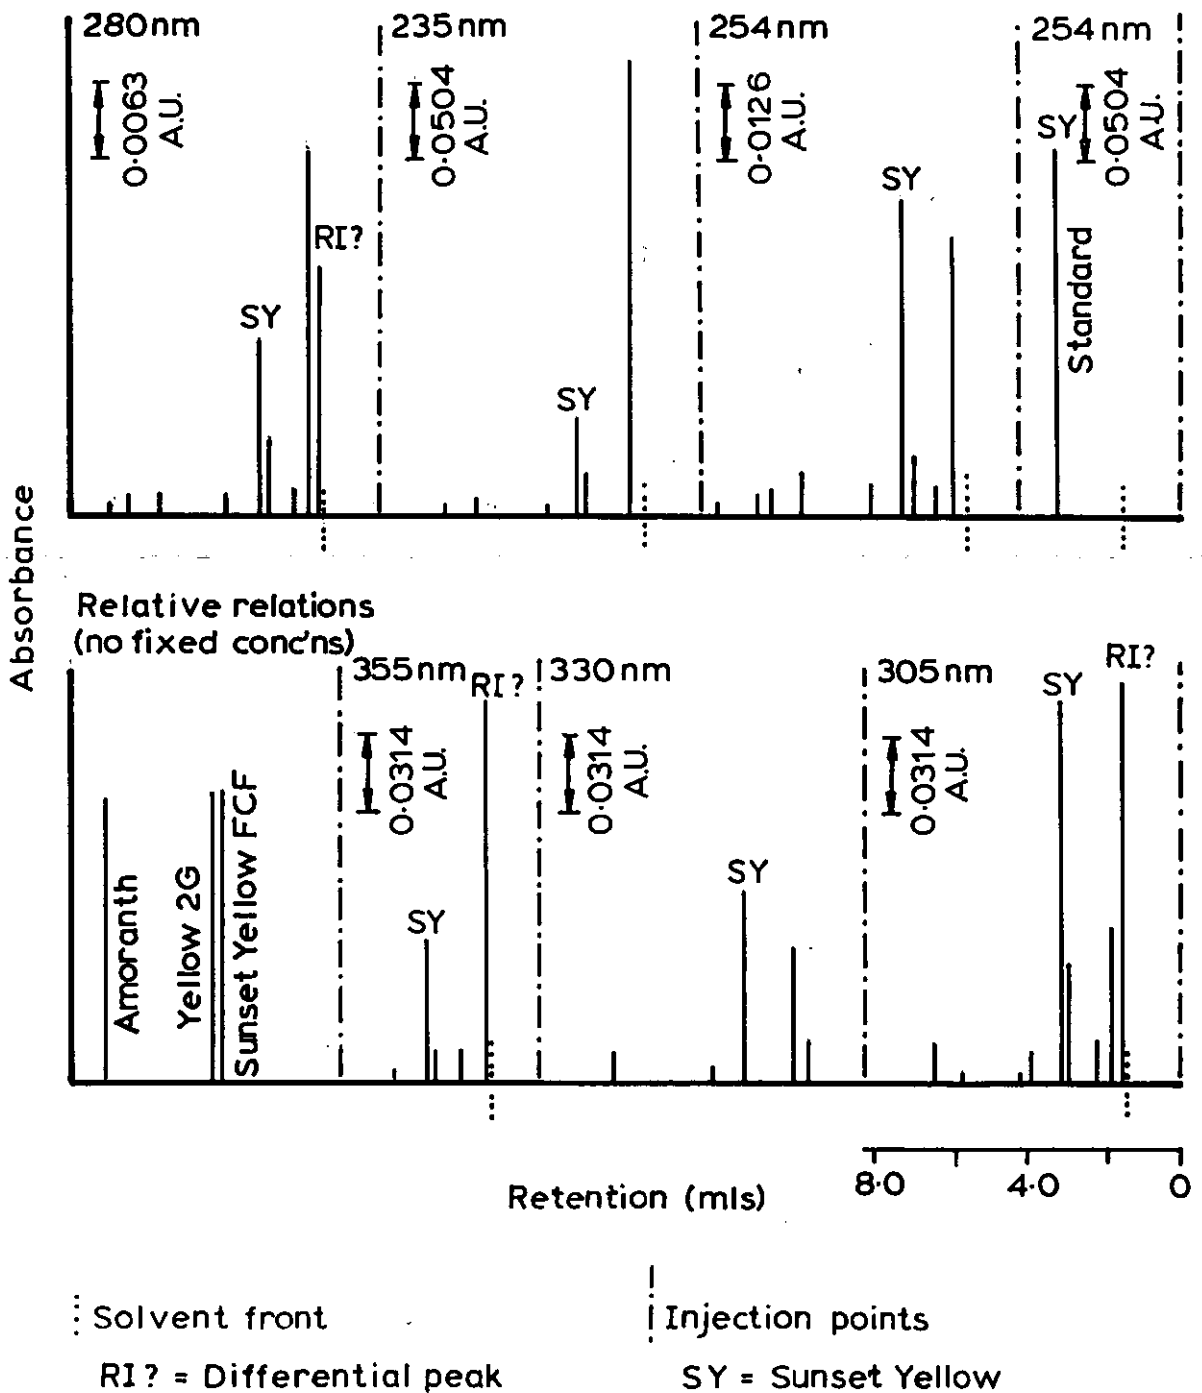 280nm
235nm
254nm
254nm
0·0063
A.U.
0·0504
A.U.
0·0126
A.U.
0·0504
A.U.
SY
RI?
SY
SY
SY
Standard
Absorbance
Relative relations
(no fixed conc'ns)
355nm
330nm
305nm
RI?
SY
RI?
0·0314
A.U.
0·0314
A.U.
0·0314
A.U.
Amoranth
Yellow 2G
Sunset Yellow FCF
SY
SY
8·0
4·0
0
Retention (mls)
Solvent front
Injection points
RI? = Differential peak
SY = Sunset Yellow